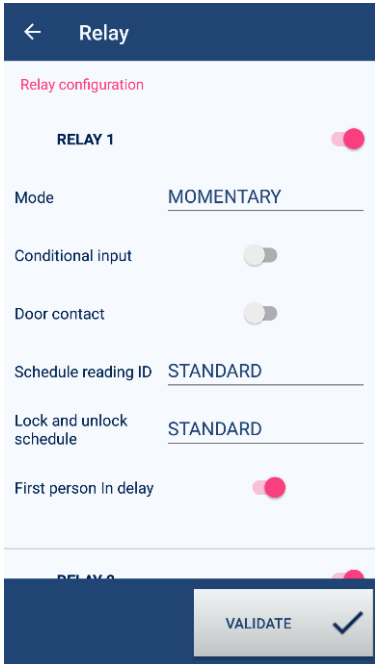 Relay
Relay configuration
RELAY 1
Mode MOMENTARY
Conditional input
Door contact
Schedule reading ID STANDARD
Lock and unlock
schedule STANDARD
First person In delay
RELAY
VALIDATE